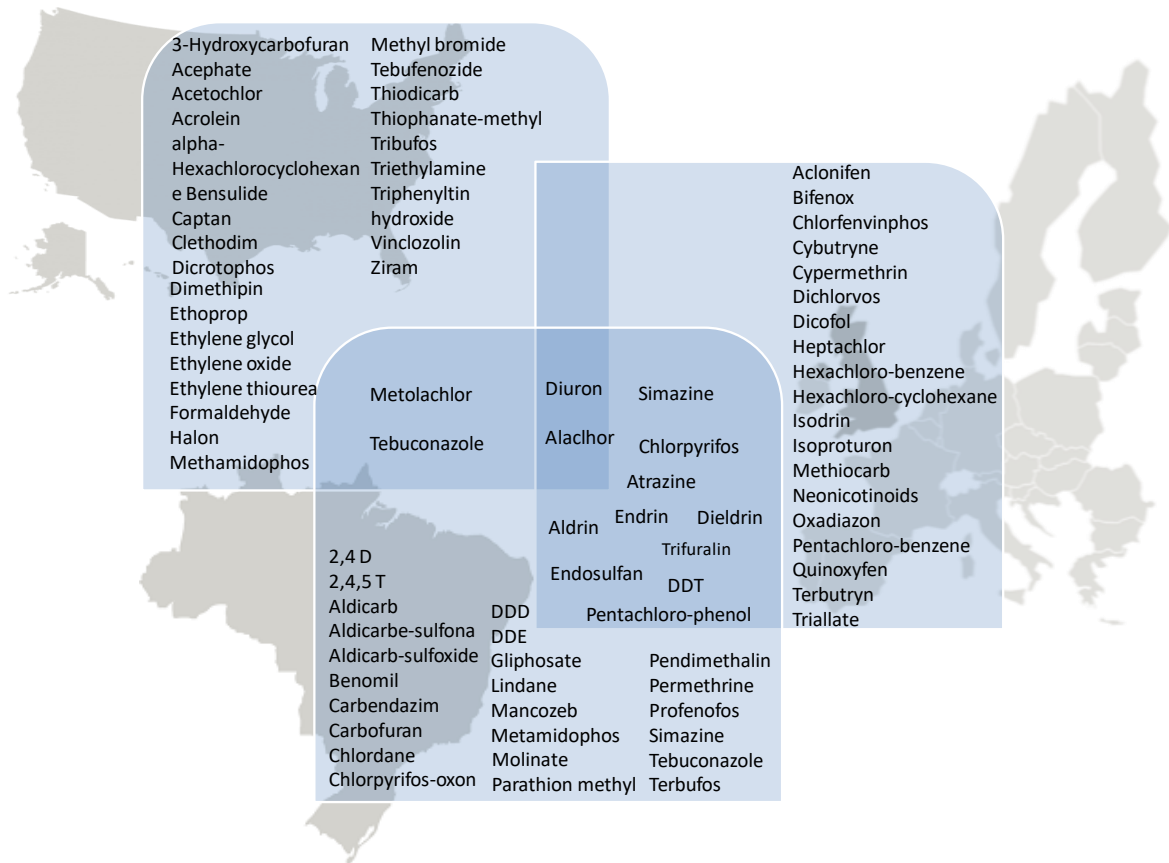 3-Hydroxycarbofuran
Acephate
Acetochlor
Acrolein
alpha-
Hexachlorocyclohexan
e Bensulide
Captan
Clethodim
Dicrotophos
Dimethipin
Ethoprop
Ethylene glycol
Ethylene oxide
Ethylene thiourea
Formaldehyde
Halon
Methamidophos
Methyl bromide
Tebufenozide
Thiodicarb
Thiophanate-methyl
Tribufos
Triethylamine
Triphenyltin
hydroxide
Vinclozolin
Ziram
Aclonifen
Bifenox
Chlorfenvinphos
Cybutryne
Cypermethrin
Dichlorvos
Dicofol
Heptachlor
Hexachloro-benzene
Hexachloro-cyclohexane
Isodrin
Isoproturon
Methiocarb
Neonicotinoids
Oxadiazon
Pentachloro-benzene
Quinoxyfen
Terbutryn
Triallate
Metolachlor
Tebuconazole
Diuron
Alaclhor
Simazine
Chlorpyrifos
Atrazine
Aldrin
Endrin
Dieldrin
Trifuralin
Endosulfan
DDT
Pentachloro-phenol
2,4 D
2,4,5 T
Aldicarb
Aldicarbe-sulfona
Aldicarb-sulfoxide
Benomil
Carbendazim
Carbofuran
Chlordane
Chlorpyrifos-oxon
DDD
DDE
Gliphosate
Lindane
Mancozeb
Metamidophos
Molinate
Parathion methyl
Pendimethalin
Permethrine
Profenofos
Simazine
Tebuconazole
Terbufos